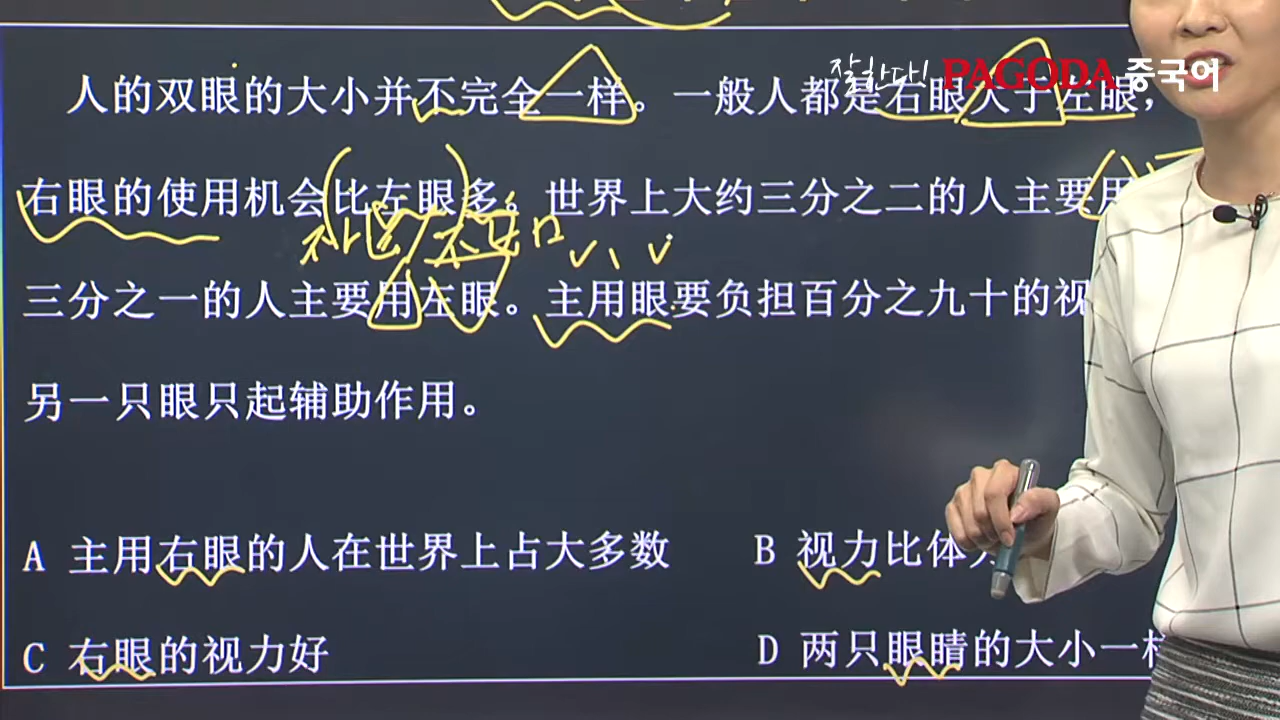 잘한다! PAGODA 중국어
人的双眼的大小并不完全一样。一般人都是右眼大于左眼，
右眼的使用机会比左眼多。世界上大约三分之二的人主要用
三分之一的人主要用左眼。主用眼要负担百分之九十的视
另一只眼只起辅助作用。
A 主用右眼的人在世界上占大多数
B 视力比体
C 右眼的视力好
D 两只眼睛的大小一样